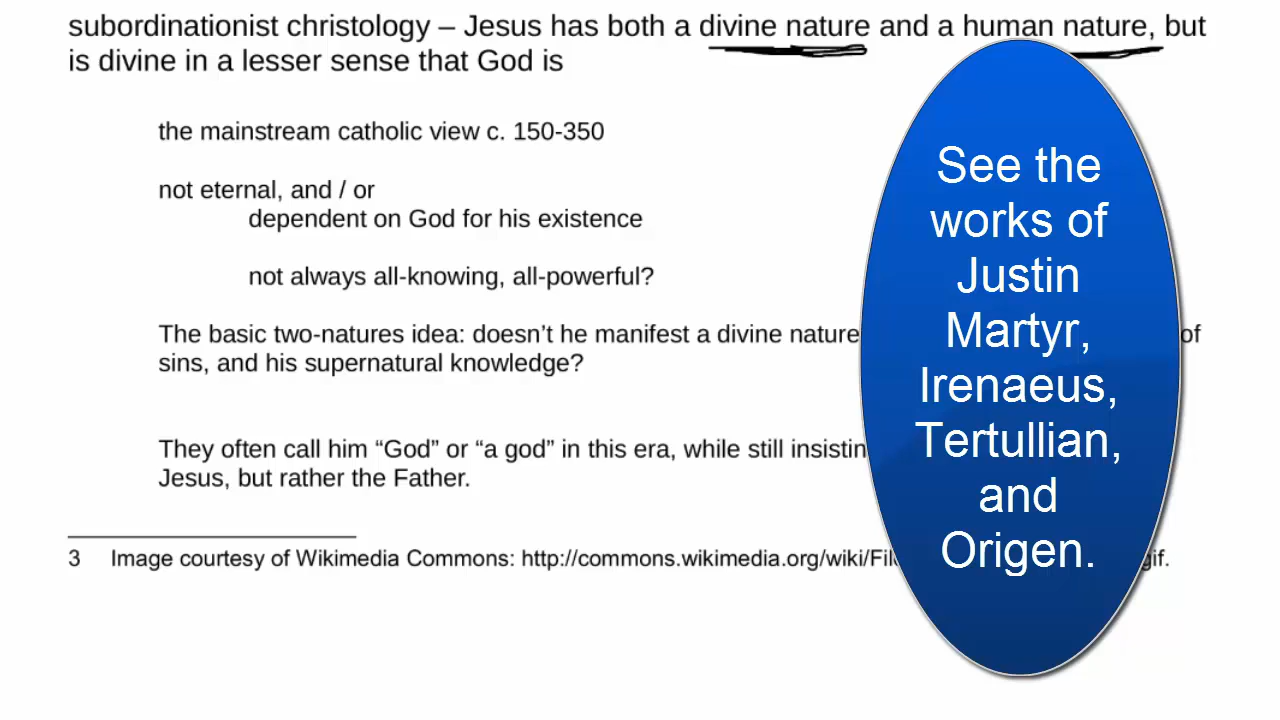 subordinationist christology – Jesus has both a divine nature and a human nature, but
is divine in a lesser sense that God is
the mainstream catholic view c. 150-350
not eternal, and / or
dependent on God for his existence
not always all-knowing, all-powerful?
The basic two-natures idea: doesn't he manifest a divine nature of
sins, and his supernatural knowledge?
They often call him “God” or “a god” in this era, while still
Jesus, but rather the Father.
3 Image courtesy of Wikimedia Commons: http://commons.wikimedia.org/wiki/ gif.
See the
works of
Justin
Martyr,
Irenaeus,
Tertullian,
and
Origen.